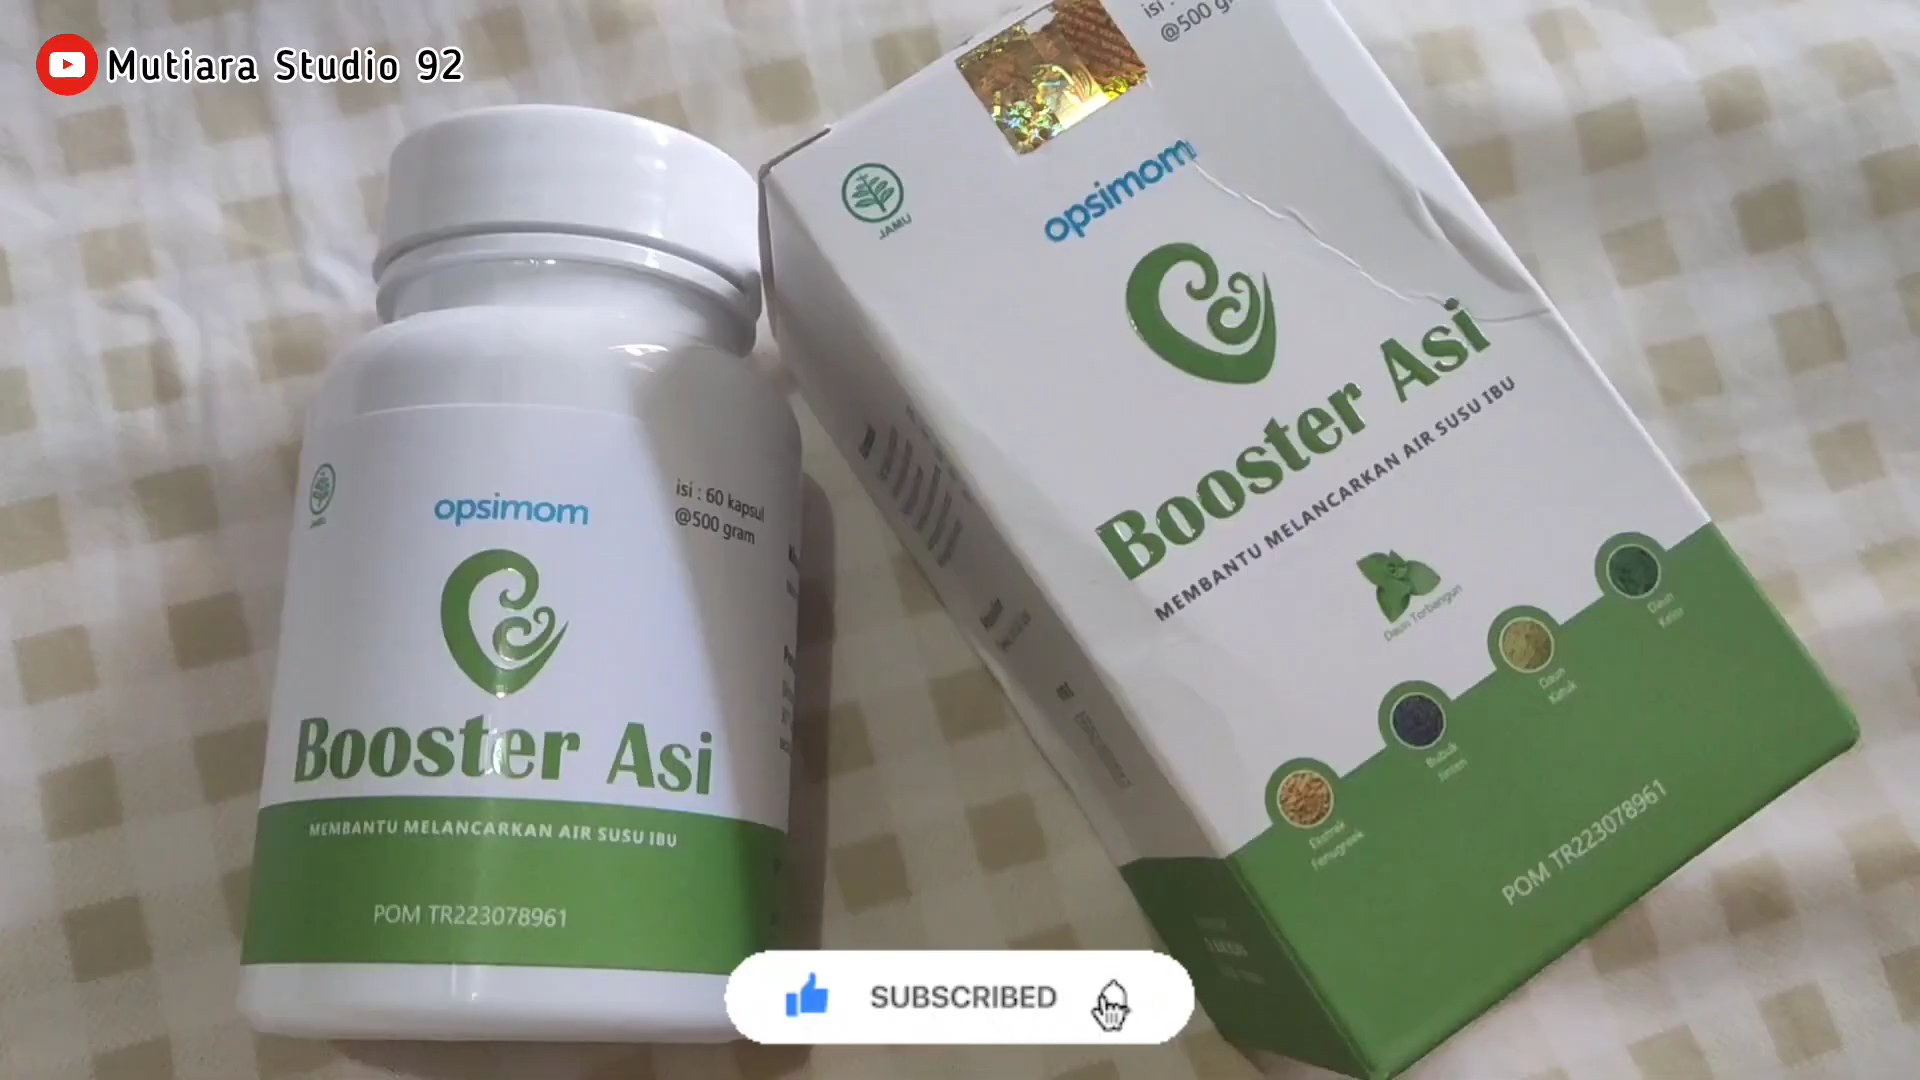 Mutiara Studio 92
JAMU
opsimom
isi : 60 kapsul
@500 gram
Booster Asi
MEMBANTU MELANCARKAN AIR SUSU IBU
POM TR223078961
isi :
@500 gr
JAMU
opsimom
Booster Asi
MEMBANTU MELANCARKAN AIR SUSU IBU
Daun Torbangun
Daun
Kelor
Daun
Katuk
Bubuk
Jinten
Ekstrak
Fenugreek
POM TR223078961
SUBSCRIBED